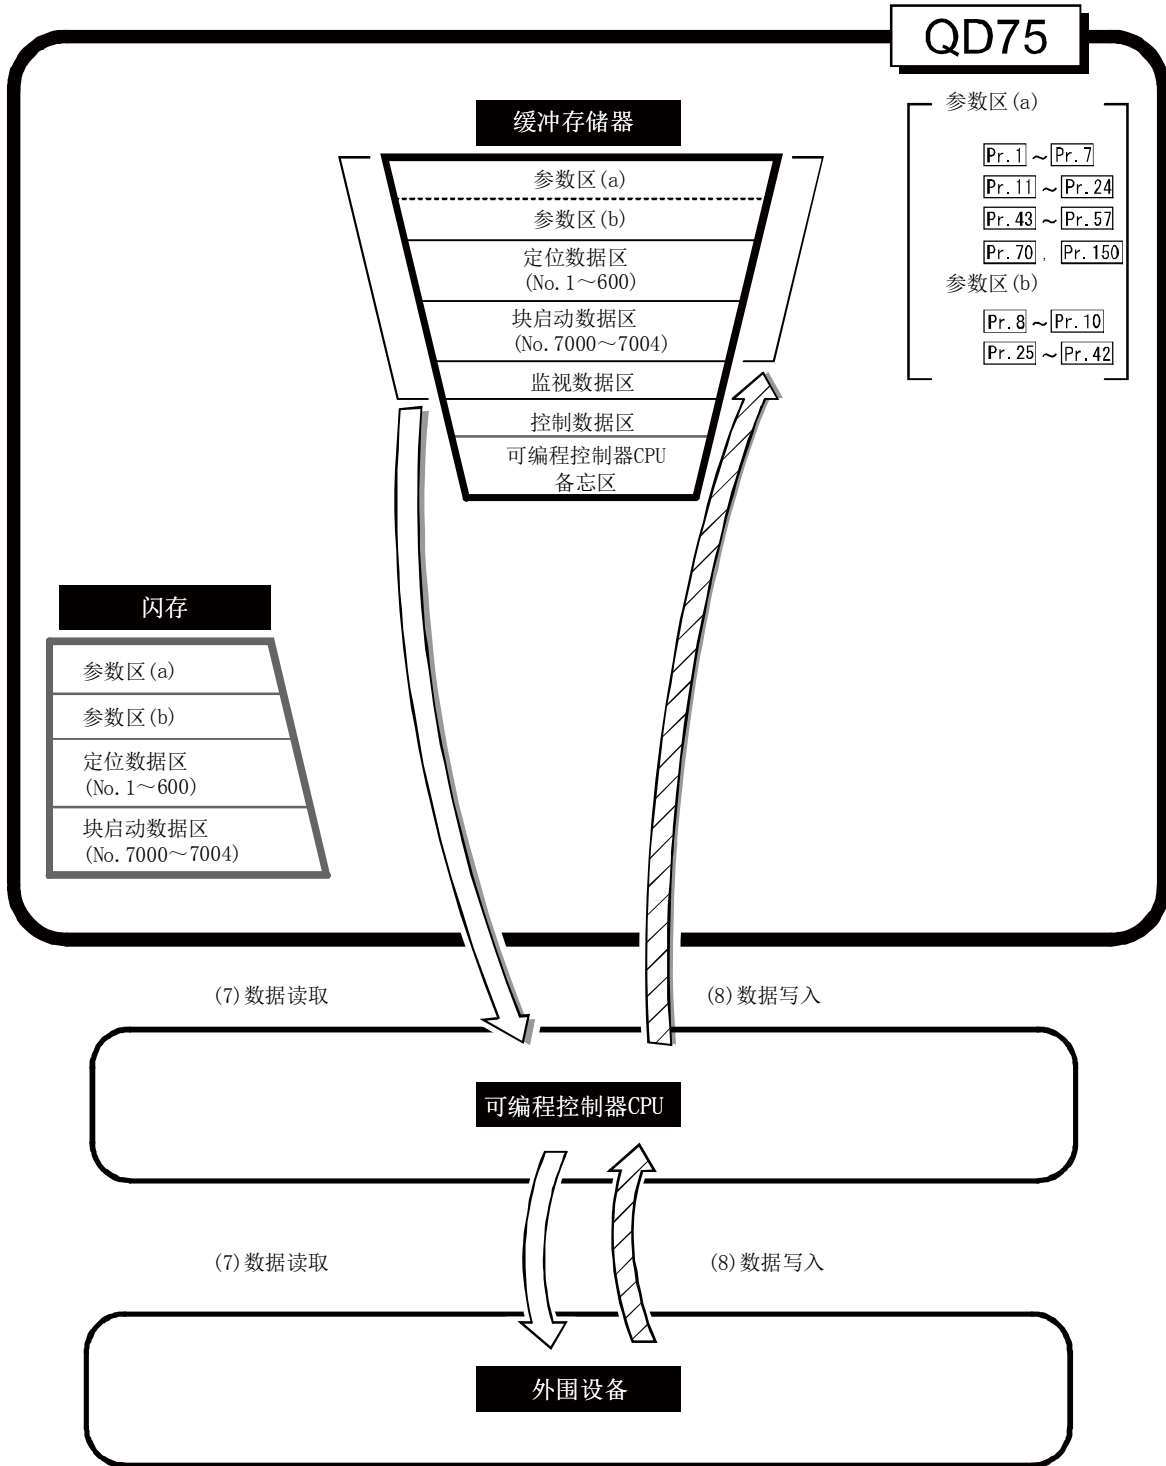 QD75
缓冲存储器
参数区(a)
参数区(b)
定位数据区
(No.1～600)
块启动数据区
(No.7000～7004)
监视数据区
控制数据区
可编程控制器CPU
备忘区
参数区(a)
Pr.1～Pr.7
Pr.11～Pr.24
Pr.43～Pr.57
Pr.70, Pr.150
参数区(b)
Pr.8～Pr.10
Pr.25～Pr.42
闪存
参数区(a)
参数区(b)
定位数据区
(No.1～600)
块启动数据区
(No.7000～7004)
(7)数据读取
(8)数据写入
可编程控制器CPU
(7)数据读取
(8)数据写入
外围设备